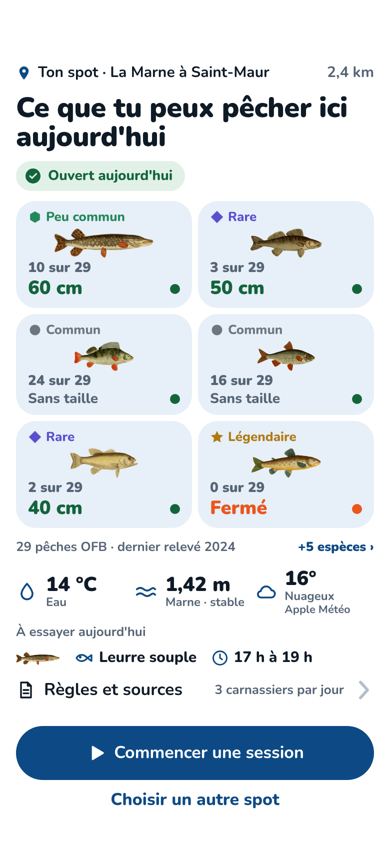 Ton spot · La Marne à Saint-Maur 2,4 km
Ce que tu peux pêcher ici
aujourd'hui
Ouvert aujourd'hui
Peu commun
10 sur 29
60 cm
Rare
3 sur 29
50 cm
Commun
24 sur 29
Sans taille
Commun
16 sur 29
Sans taille
Rare
2 sur 29
40 cm
Légendaire
0 sur 29
Fermé
29 pêches OFB · dernier relevé 2024 +5 espèces ›
14 °C
Eau
1,42 m
Marne · stable
16°
Nuageux
Apple Météo
À essayer aujourd'hui
Leurre souple 17 h à 19 h
Règles et sources 3 carnassiers par jour
Commencer une session
Choisir un autre spot